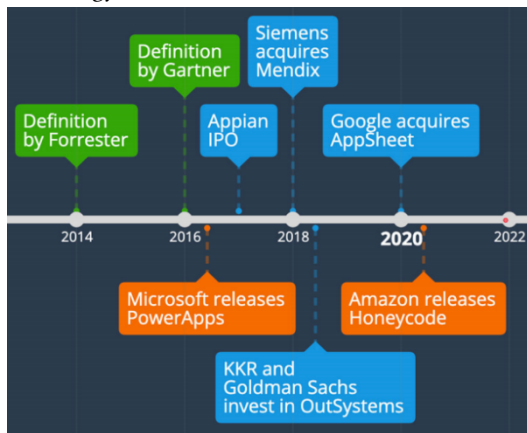 Siemens
acquires
Mendix
Definition
by Gartner
Definition
by Forrester
Appian
IPO
Google acquires
AppSheet
2014
2016
2018
2020
2022
Microsoft releases
PowerApps
Amazon releases
Honeycode
KKR and
Goldman Sachs
invest in OutSystems